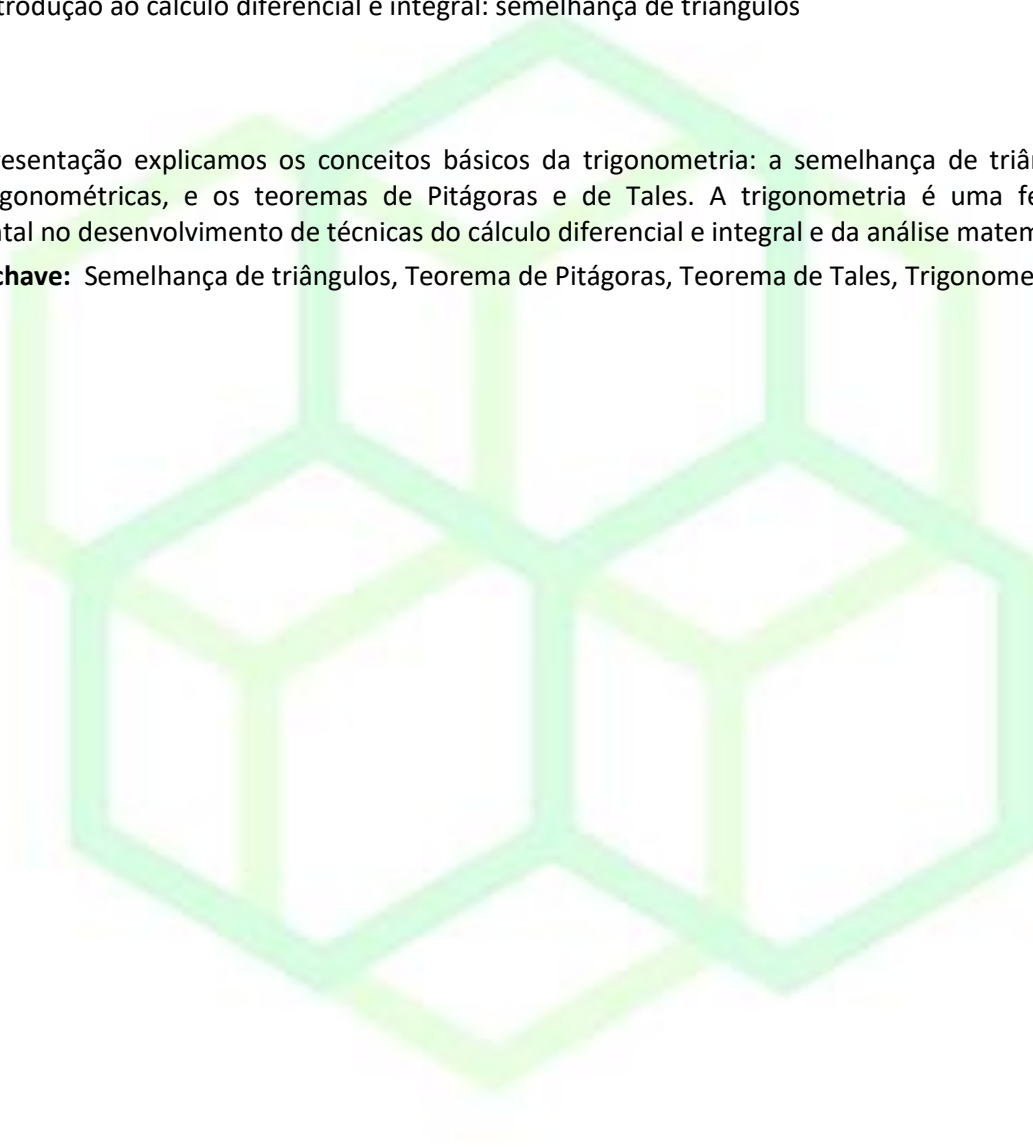 trodução ao cálculo diferencial e integral: semelhança de triângulos
esentação explicamos os conceitos básicos da trigonometria: a semelhança de triân
gonométricas, e os teoremas de Pitágoras e de Tales. A trigonometria é uma fe
tal no desenvolvimento de técnicas do cálculo diferencial e integral e da análise matem
chave: Semelhança de triângulos, Teorema de Pitágoras, Teorema de Tales, Trigonome